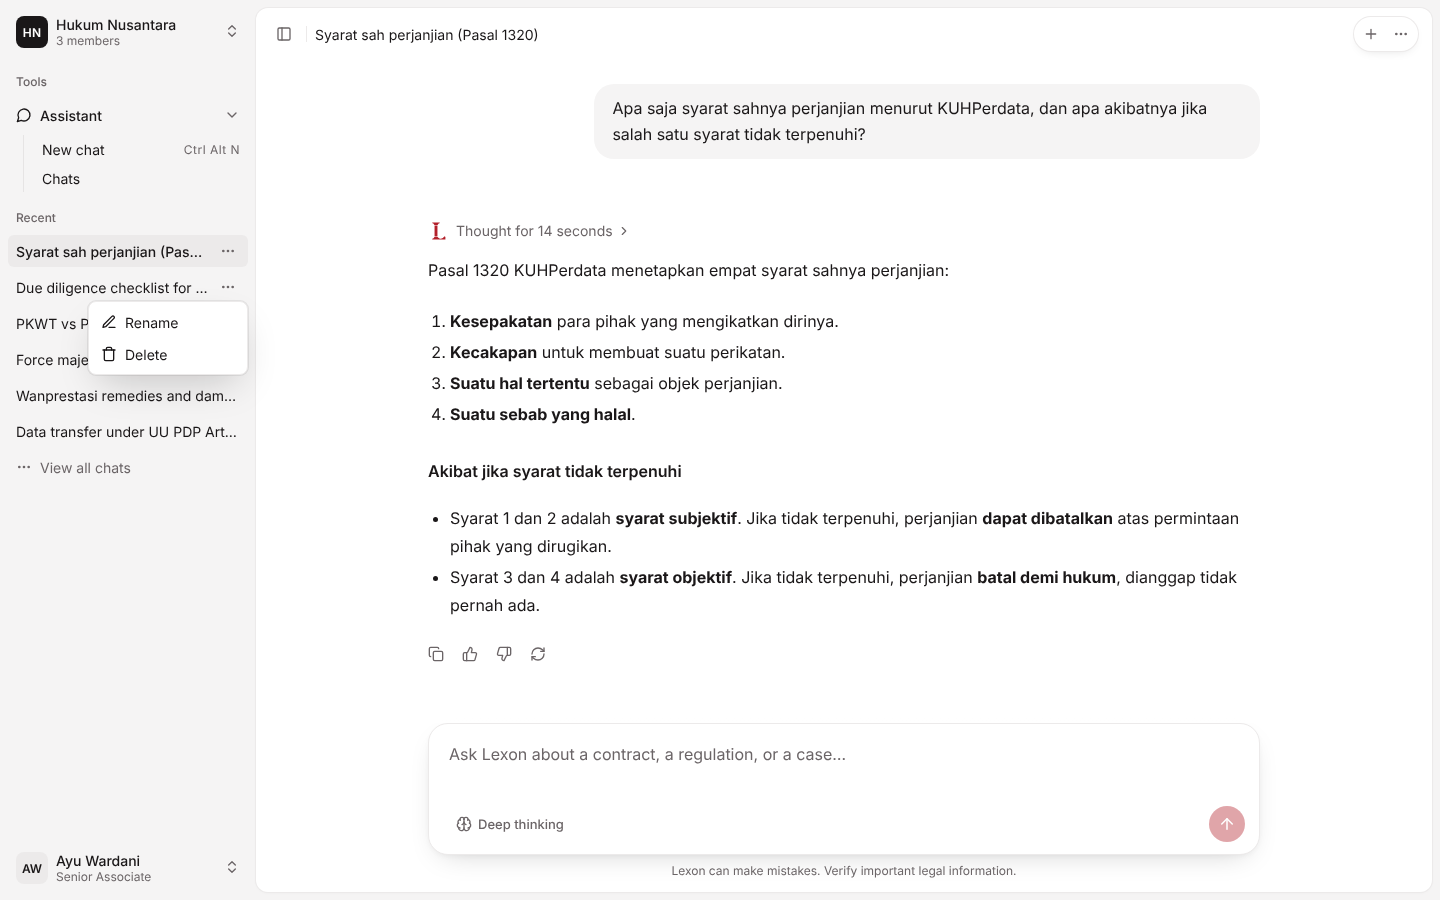 HN
Hukum Nusantara
3 members
Tools
Assistant
New chat Ctrl Alt N
Chats
Recent
Syarat sah perjanjian (Pas...
Due diligence checklist for ...
PKWT vs P
Force maje
Rename
Delete
Wanprestasi remedies and dam...
Data transfer under UU PDP Art...
View all chats
AW
Ayu Wardani
Senior Associate
Syarat sah perjanjian (Pasal 1320)
Apa saja syarat sahnya perjanjian menurut KUHPerdata, dan apa akibatnya jika
salah satu syarat tidak terpenuhi?
L Thought for 14 seconds
Pasal 1320 KUHPerdata menetapkan empat syarat sahnya perjanjian:
1. Kesepakatan para pihak yang mengikatkan dirinya.
2. Kecakapan untuk membuat suatu perikatan.
3. Suatu hal tertentu sebagai objek perjanjian.
4. Suatu sebab yang halal.
Akibat jika syarat tidak terpenuhi
• Syarat 1 dan 2 adalah syarat subjektif. Jika tidak terpenuhi, perjanjian dapat dibatalkan atas permintaan
pihak yang dirugikan.
• Syarat 3 dan 4 adalah syarat objektif. Jika tidak terpenuhi, perjanjian batal demi hukum, dianggap tidak
pernah ada.
Ask Lexon about a contract, a regulation, or a case...
Deep thinking
Lexon can make mistakes. Verify important legal information.